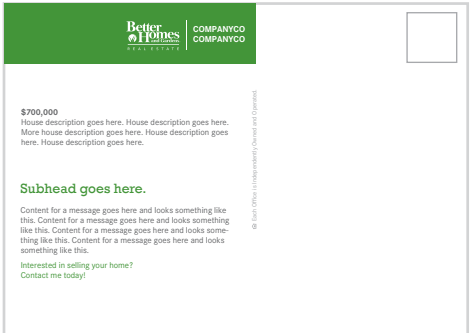 Better
Homes
and Gardens
REAL ESTATE
COMPANYCO
COMPANYCO
$700,000
House description goes here. House description goes here.
More house description goes here. House description goes
here. House description goes here.
Subhead goes here.
Content for a message goes here and looks something like
this. Content for a message goes here and looks something
like this. Content for a message goes here and looks some-
thing like this. Content for a message goes here and looks
something like this.
Interested in selling your home?
Contact me today!
Each Office is Independently Owned and Operated.